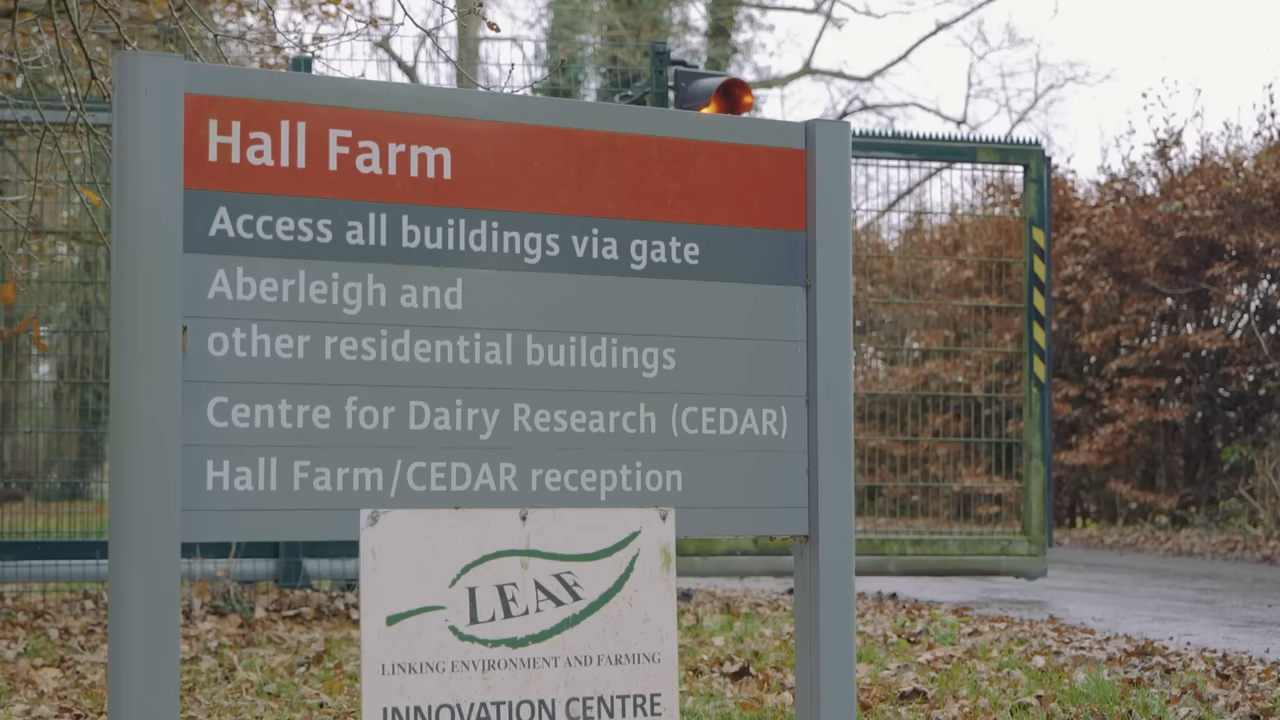 Hall Farm
Access all buildings via gate
Aberleigh and
other residential buildings
Centre for Dairy Research (CEDAR)
Hall Farm/CEDAR reception
LEAF
LINKING ENVIRONMENT AND FARMING
INNOVATION CENTRE